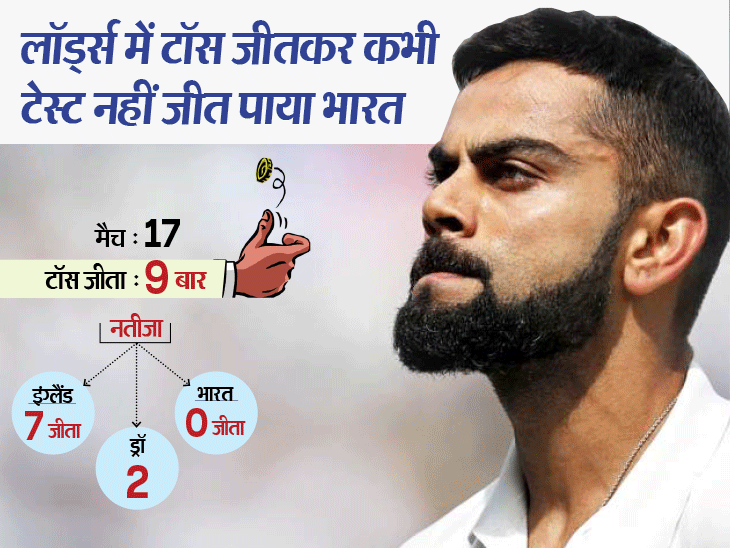 लॉर्ड्स में टॉस जीतकर कभी
टेस्ट नहीं जीत पाया भारत
मैच : 17
टॉस जीता : 9 बार
नतीजा
इंग्लैंड
7 जीता
ड्रॉ
2
भारत
0 जीता